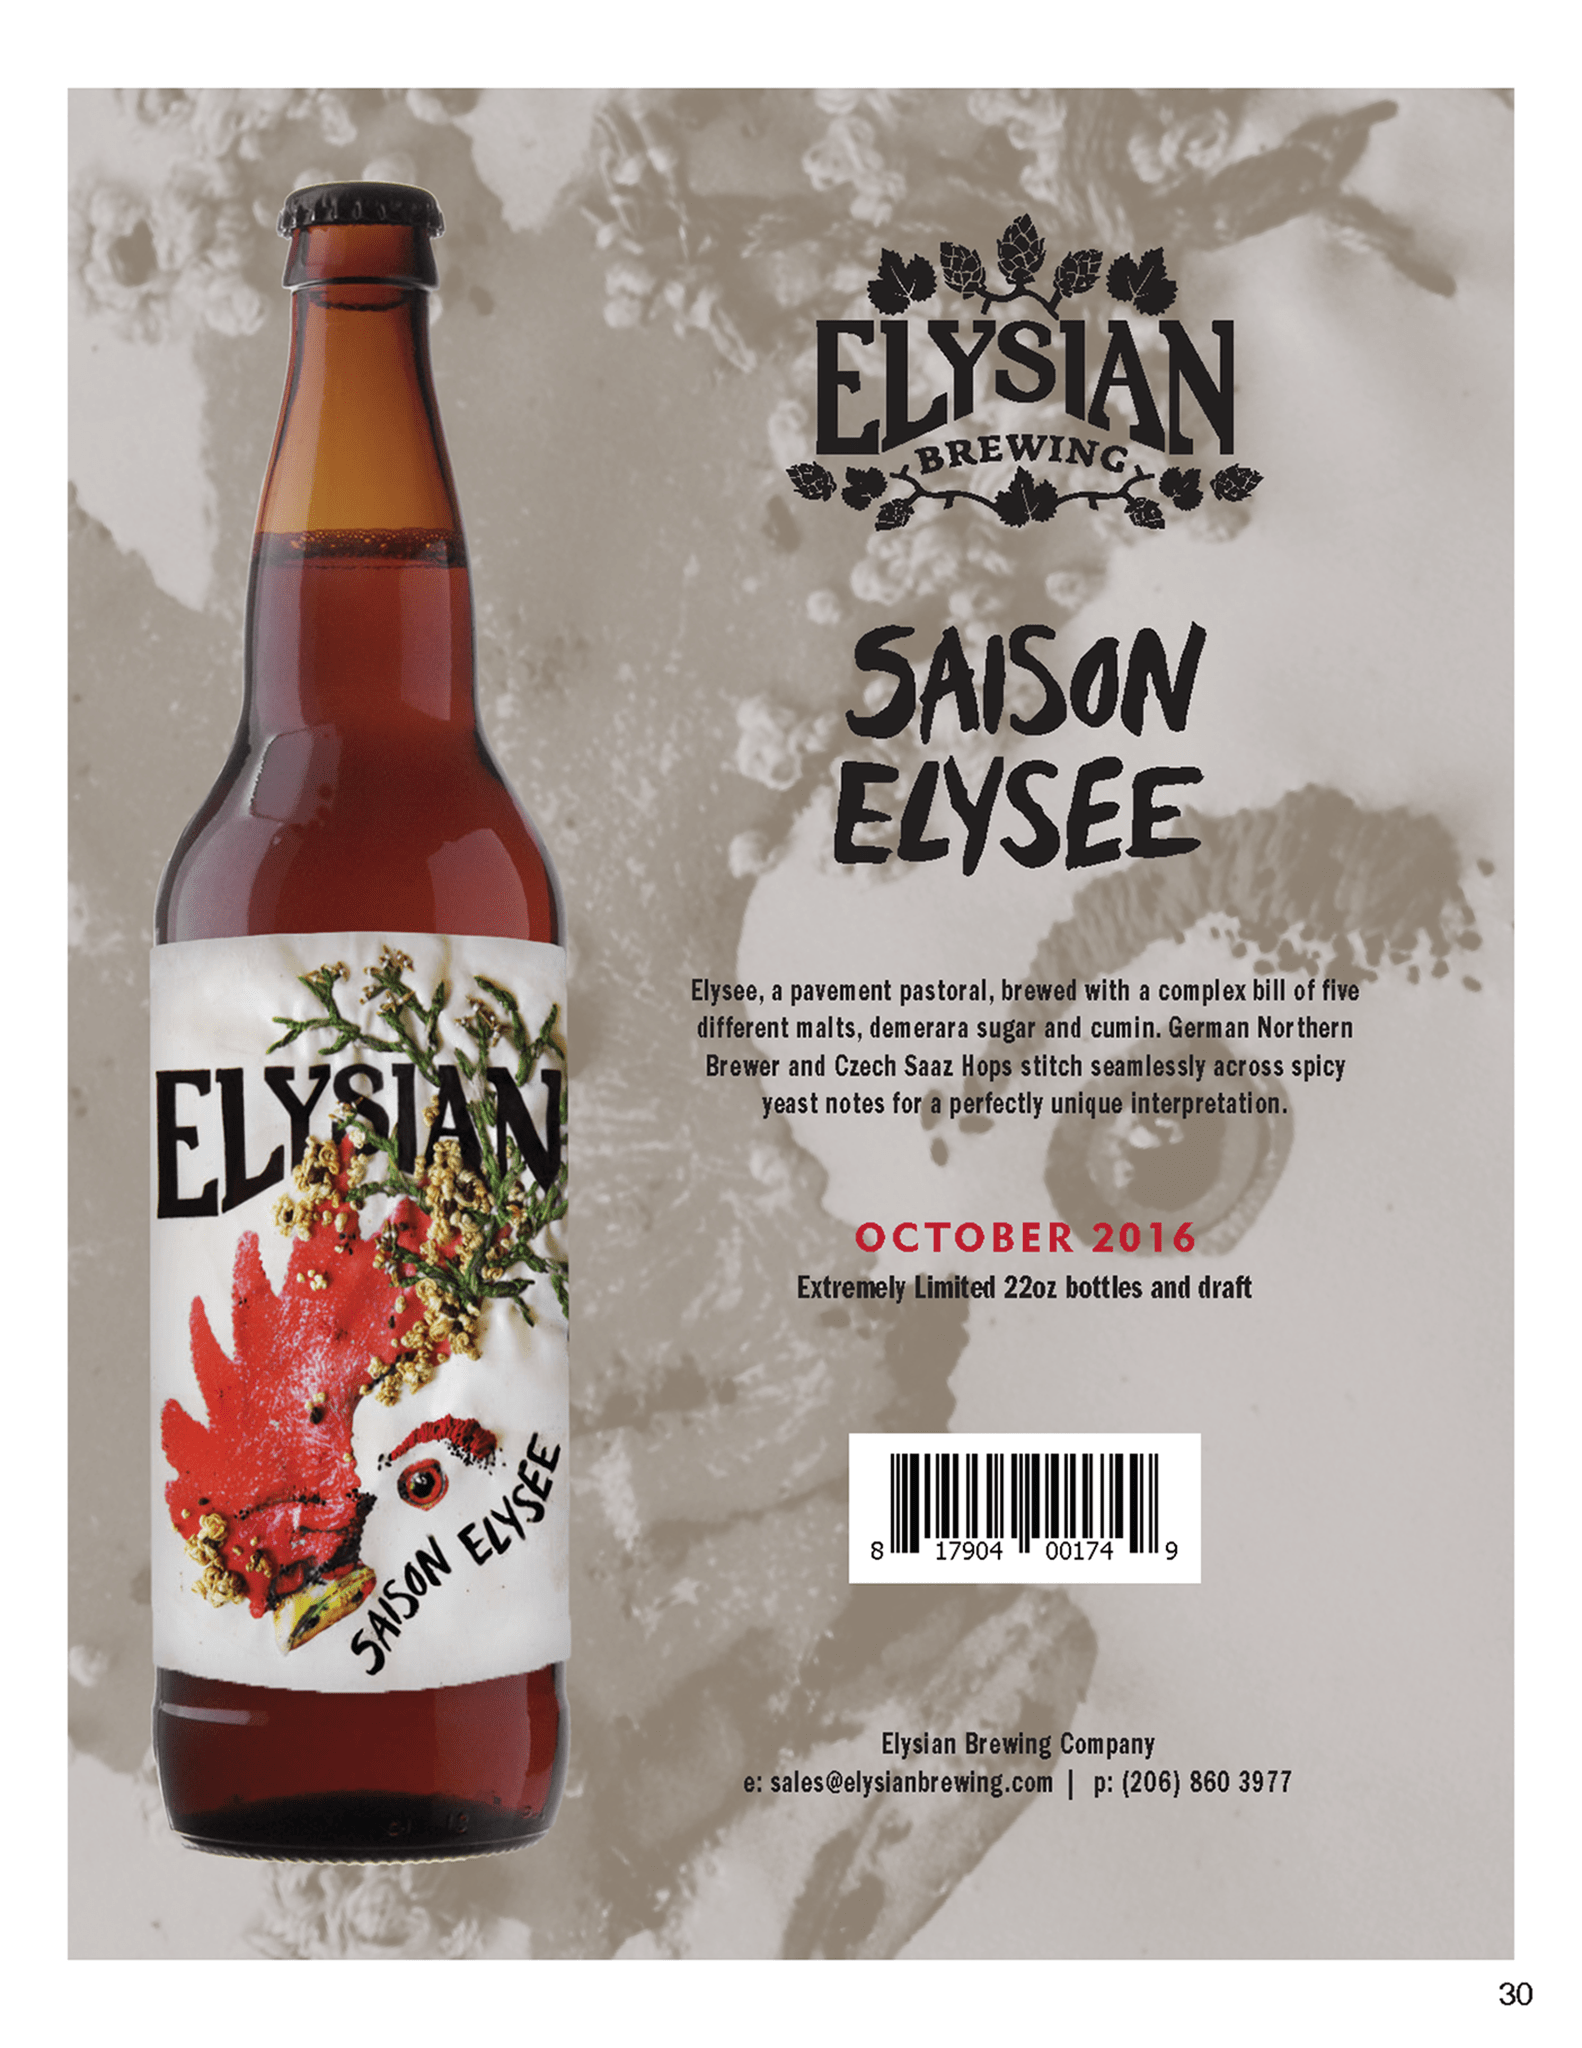 ELYSIAN
BREWING
SAISON
ELYSEE
Elysee, a pavement pastoral, brewed with a complex bill of five
different malts, demerara sugar and cumin. German Northern
Brewer and Czech Saaz Hops stitch seamlessly across spicy
yeast notes for a perfectly unique interpretation.
OCTOBER 2016
Extremely Limited 22oz bottles and draft
8 17904 00174 9
Elysian Brewing Company
e: sales@elysianbrewing.com | p: (206) 860 3977
ELYSIAN
SAISON ELYSEE
30